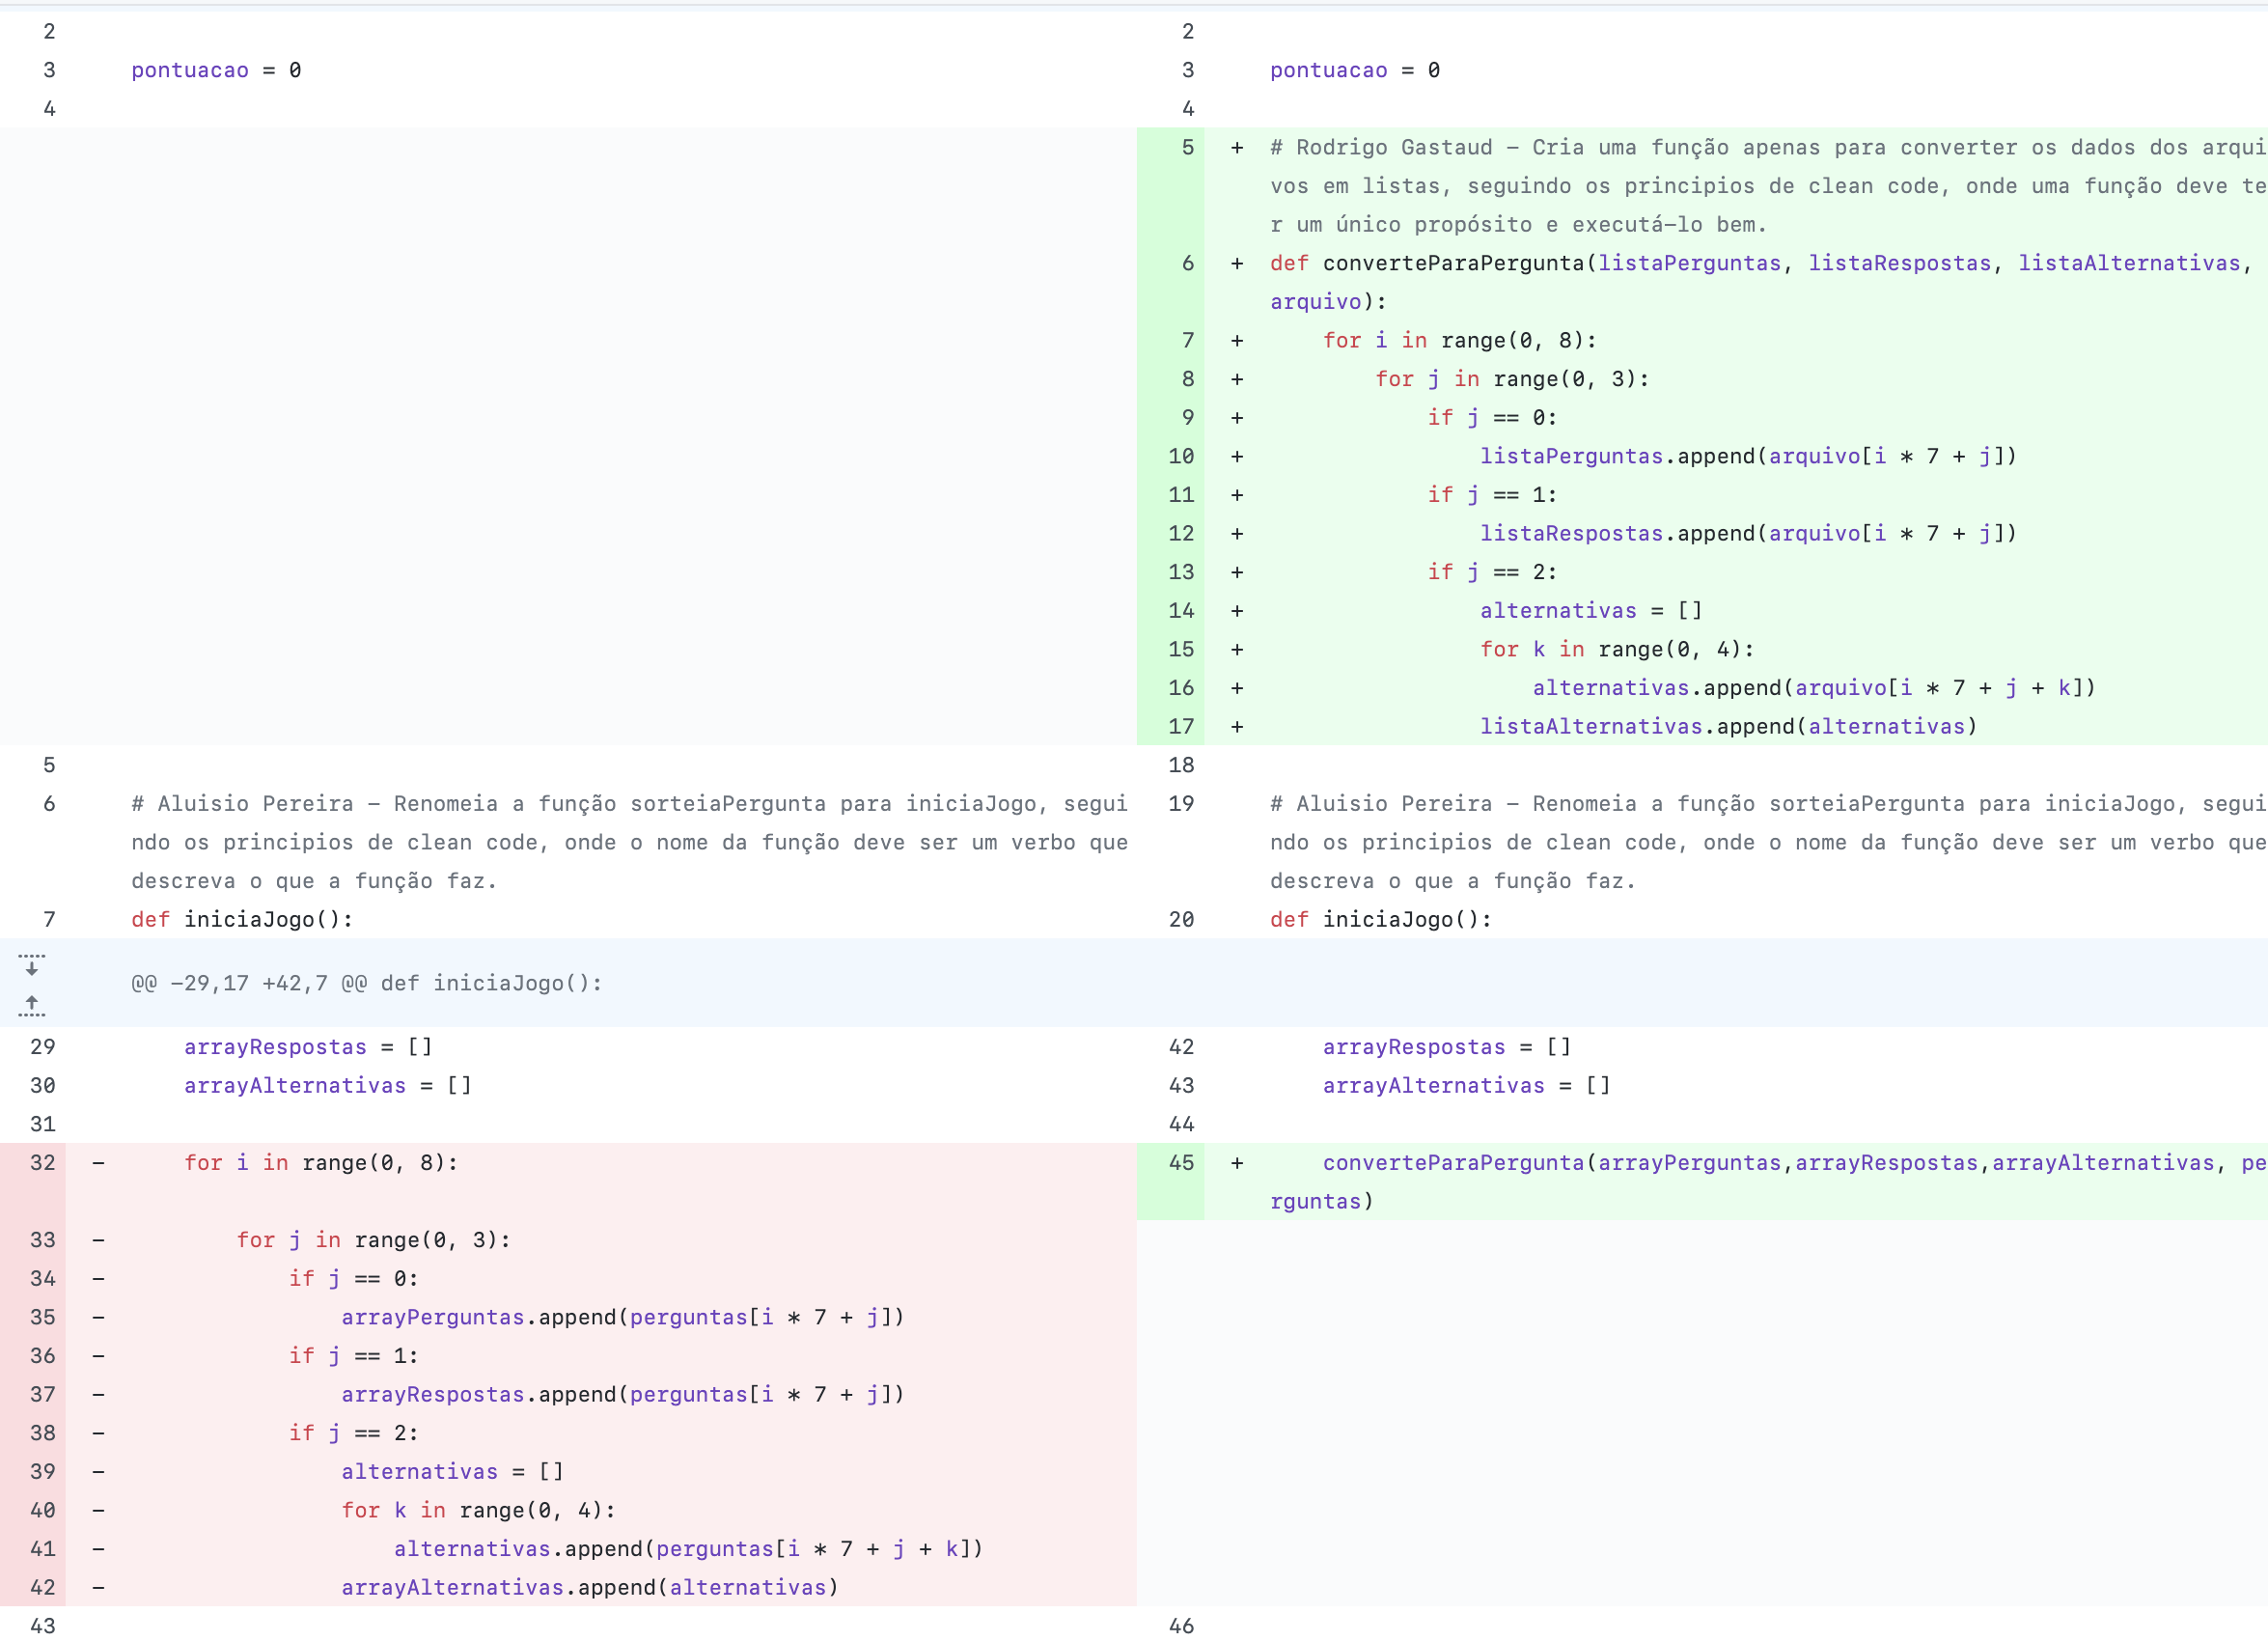 2
3 pontuacao = 0
4
5
6 # Aluisio Pereira – Renomeia a função sorteiaPergunta para iniciaJogo, segui
ndo os principios de clean code, onde o nome da função deve ser um verbo que
descreva o que a função faz.
7 def iniciaJogo():
@@ –29,17 +42,7 @@ def iniciaJogo():
29 arrayRespostas = []
30 arrayAlternativas = []
31
32 – for i in range(0, 8):
33 – for j in range(0, 3):
34 – if j == 0:
35 – arrayPerguntas.append(perguntas[i * 7 + j])
36 – if j == 1:
37 – arrayRespostas.append(perguntas[i * 7 + j])
38 – if j == 2:
39 – alternativas = []
40 – for k in range(0, 4):
41 – alternativas.append(perguntas[i * 7 + j + k])
42 – arrayAlternativas.append(alternativas)
43
2
3 pontuacao = 0
4
5 + # Rodrigo Gastaud – Cria uma função apenas para converter os dados dos arqui
vos em listas, seguindo os principios de clean code, onde uma função deve te
r um único propósito e executá–lo bem.
6 + def converteParaPergunta(listaPerguntas, listaRespostas, listaAlternativas,
arquivo):
7 + for i in range(0, 8):
8 + for j in range(0, 3):
9 + if j == 0:
10 + listaPerguntas.append(arquivo[i * 7 + j])
11 + if j == 1:
12 + listaRespostas.append(arquivo[i * 7 + j])
13 + if j == 2:
14 + alternativas = []
15 + for k in range(0, 4):
16 + alternativas.append(arquivo[i * 7 + j + k])
17 + listaAlternativas.append(alternativas)
18
19 # Aluisio Pereira – Renomeia a função sorteiaPergunta para iniciaJogo, segui
ndo os principios de clean code, onde o nome da função deve ser um verbo que
descreva o que a função faz.
20 def iniciaJogo():
42 arrayRespostas = []
43 arrayAlternativas = []
44
45 + converteParaPergunta(arrayPerguntas,arrayRespostas,arrayAlternativas, pe
rguntas)
46